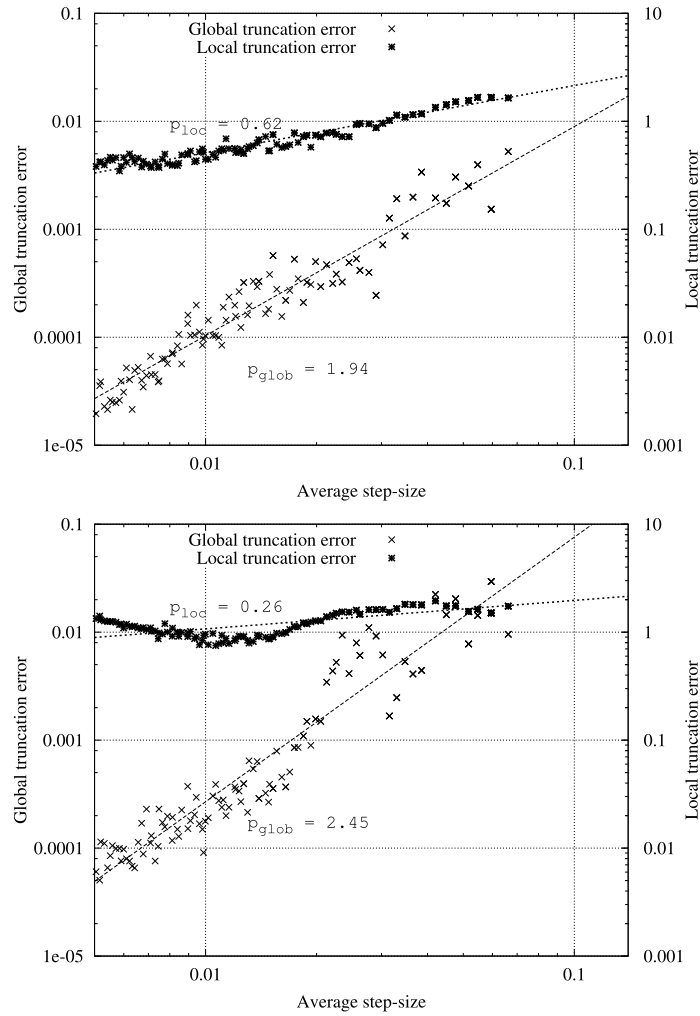 0.1
10
Global truncation error
Local truncation error
p_loc = 0.62
0.01
1
0.001
0.1
0.0001
0.01
p_glob = 1.94
1e-05
0.001
0.01
0.1
Average step-size
Global truncation error
Local truncation error
0.1
10
Global truncation error
Local truncation error
p_loc = 0.26
0.01
1
0.001
0.1
p_glob = 2.45
0.0001
0.01
1e-05
0.001
0.01
0.1
Average step-size
Global truncation error
Local truncation error